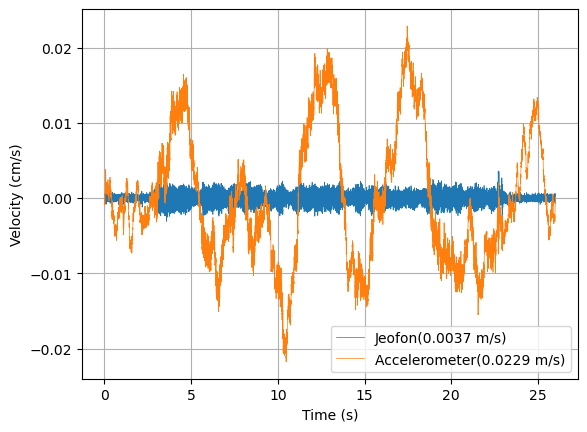 0.02
0.01
0.00
−0.01
−0.02
Velocity (cm/s)
Jeofon(0.0037 m/s)
Accelerometer(0.0229 m/s)
0 5 10 15 20 25
Time (s)